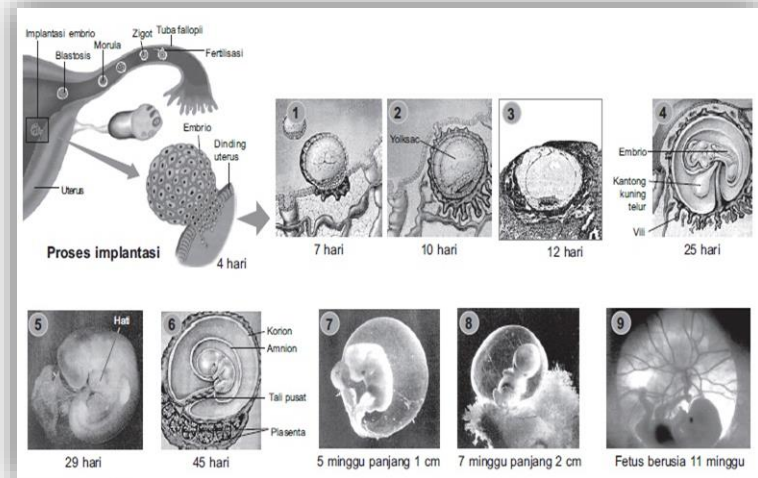 Implantasi embrio
Blastosis
Morula
Zigot
Tuba fallopii
Fertilisasi
Embrio
Dinding
uterus
Uterus
Proses implantasi
4 hari
1
7 hari
2
Yolksac
10 hari
3
12 hari
4
Embrio
Kantong
kuning
telur
Vili
25 hari
5
Hati
29 hari
6
Korion
Amnion
Tali pusat
Plasenta
45 hari
7
5 minggu panjang 1 cm
8
7 minggu panjang 2 cm
9
Fetus berusia 11 minggu